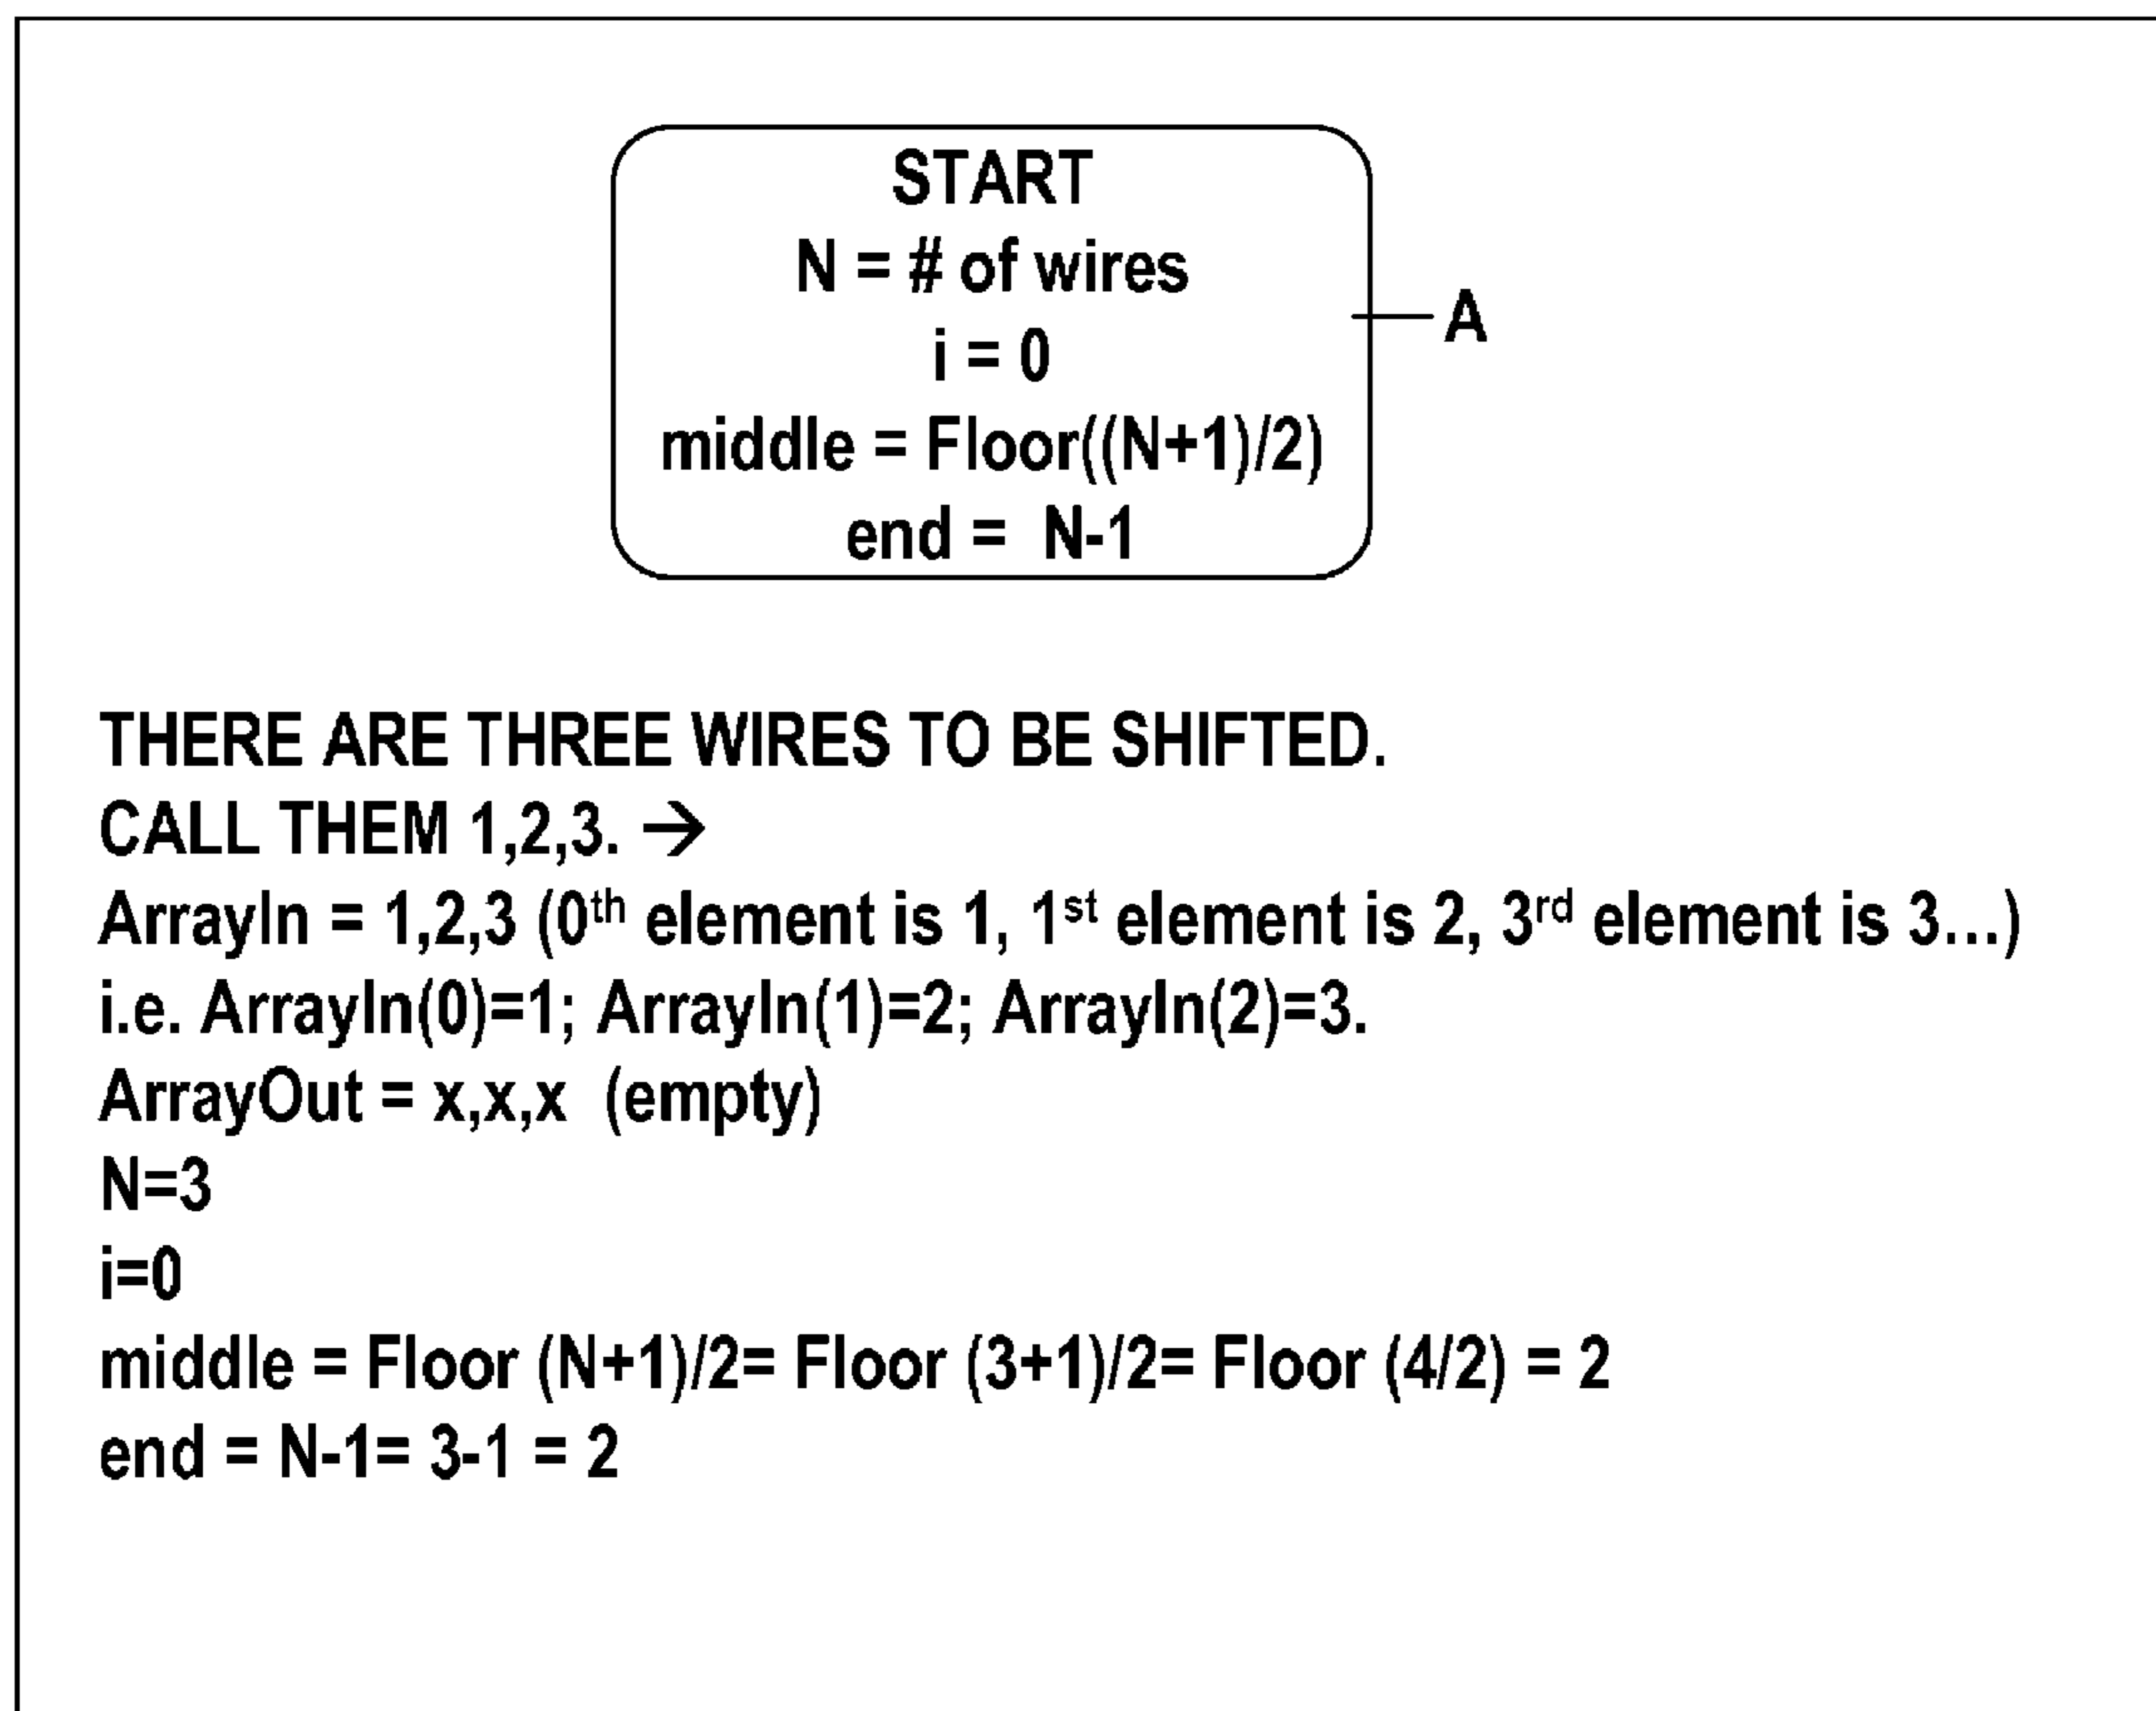 START
N = # of wires
i = 0
middle = Floor((N+1)/2)
end = N-1
A
THERE ARE THREE WIRES TO BE SHIFTED.
CALL THEM 1,2,3. →
ArrayIn = 1,2,3 (0th element is 1, 1st element is 2, 3rd element is 3...)
i.e. ArrayIn(0)=1; ArrayIn(1)=2; ArrayIn(2)=3.
ArrayOut = x,x,x (empty)
N=3
i=0
middle = Floor (N+1)/2= Floor (3+1)/2= Floor (4/2) = 2
end = N-1= 3-1 = 2